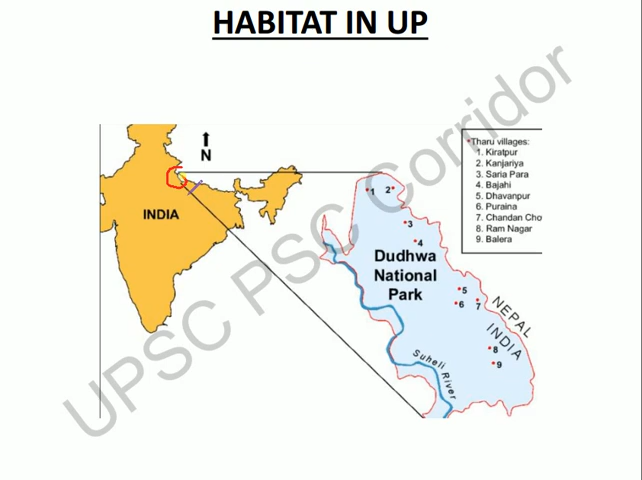 HABITAT IN UP
UPSC PSC Corridor
N
INDIA
Tharu villages:
1. Kiratpur
2. Kanjariya
3. Saria Para
4. Bajahi
5. Dhavanpur
6. Puraina
7. Chandan Cho
8. Ram Nagar
9. Balera
1
2
3
4
Dudhwa
National
Park
5
6
7
NEPAL
INDIA
8
9
Suheli River